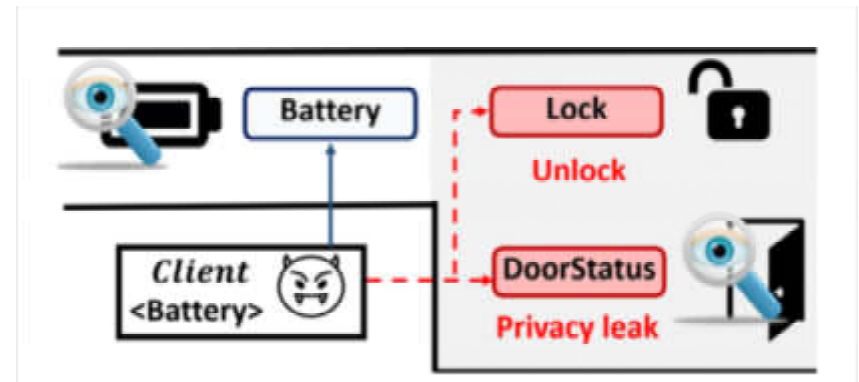 Battery
Lock
Unlock
Client
<Battery>
DoorStatus
Privacy leak